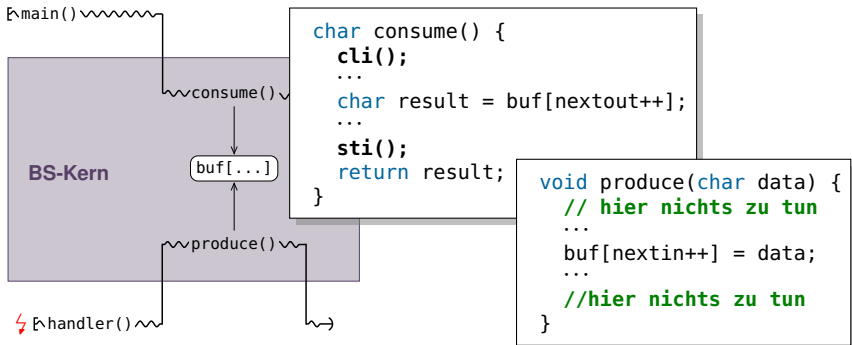 main()
consume()
BS-Kern
buf[...]
produce()
handler()
char consume() {
cli();
...
char result = buf[nextout++];
...
sti();
return result;
}
void produce(char data) {
// hier nichts zu tun
...
buf[nextin++] = data;
...
//hier nichts zu tun
}